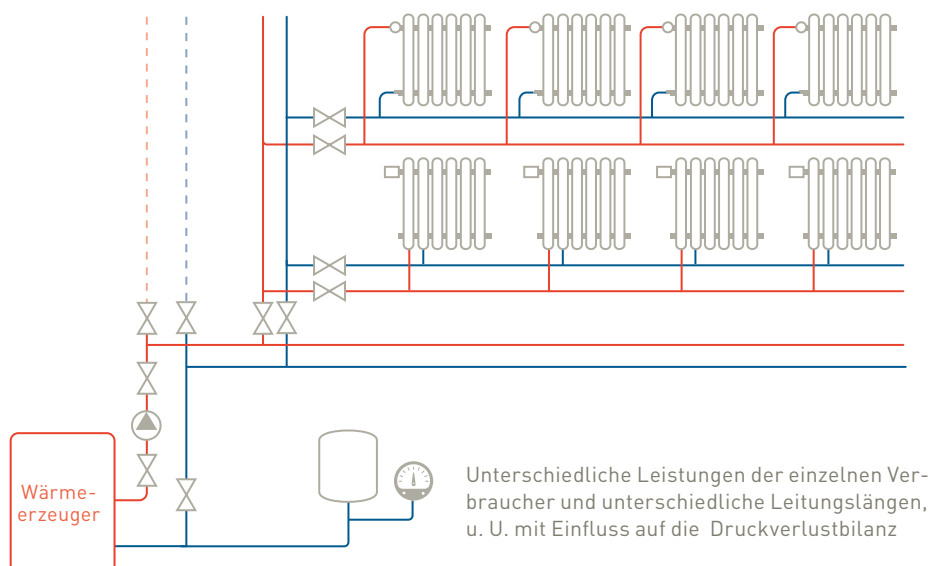 Wärme-
erzeuger
Unterschiedliche Leistungen der einzelnen Ver-
braucher und unterschiedliche Leitungslängen,
u. U. mit Einfluss auf die Druckverlustbilanz